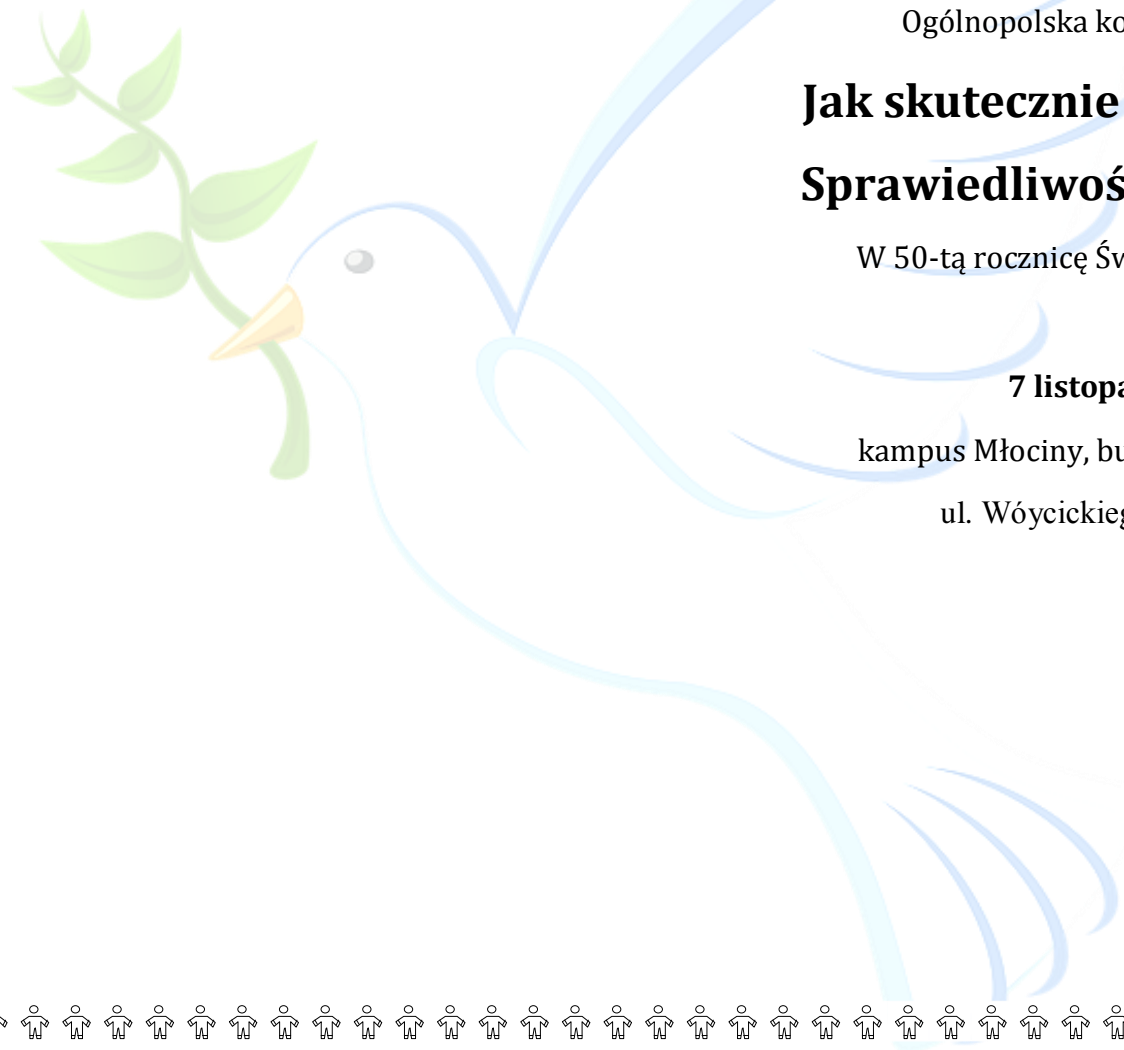 Ogólnopolska ko
Jak skutecznie
Sprawiedliwoś
W 50-tą rocznicę Św
7 listopa
kampus Młociny, bu
ul. Wóycickieg